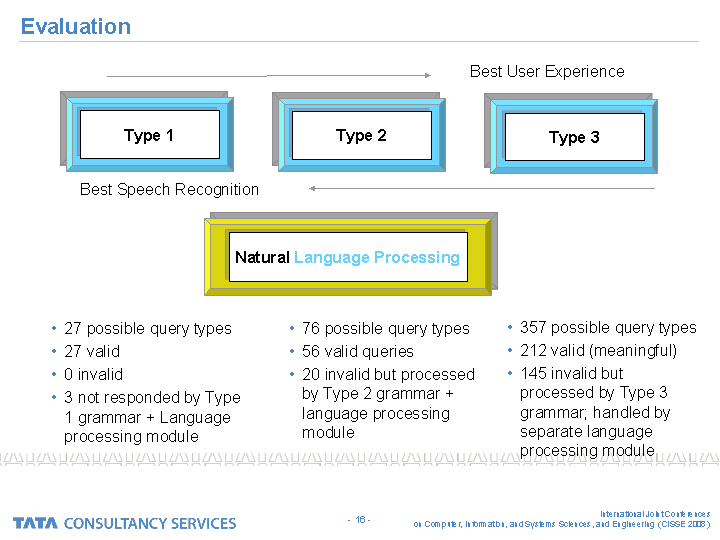 Evaluation
Best User Experience
Type 1
Type 2
Type 3
Best Speech Recognition
Natural Language Processing
• 27 possible query types
• 27 valid
• 0 invalid
• 3 not responded by Type
1 grammar + Language
processing module
• 76 possible query types
• 56 valid queries
• 20 invalid but processed
by Type 2 grammar +
language processing
module
• 357 possible query types
• 212 valid (meaningful)
• 145 invalid but
processed by Type 3
grammar; handled by
separate language
processing module
TATA CONSULTANCY SERVICES
- 16 -
International Joint Conferences
on Computer, Information, and Systems Sciences, and Engineering (CISSE 2008)